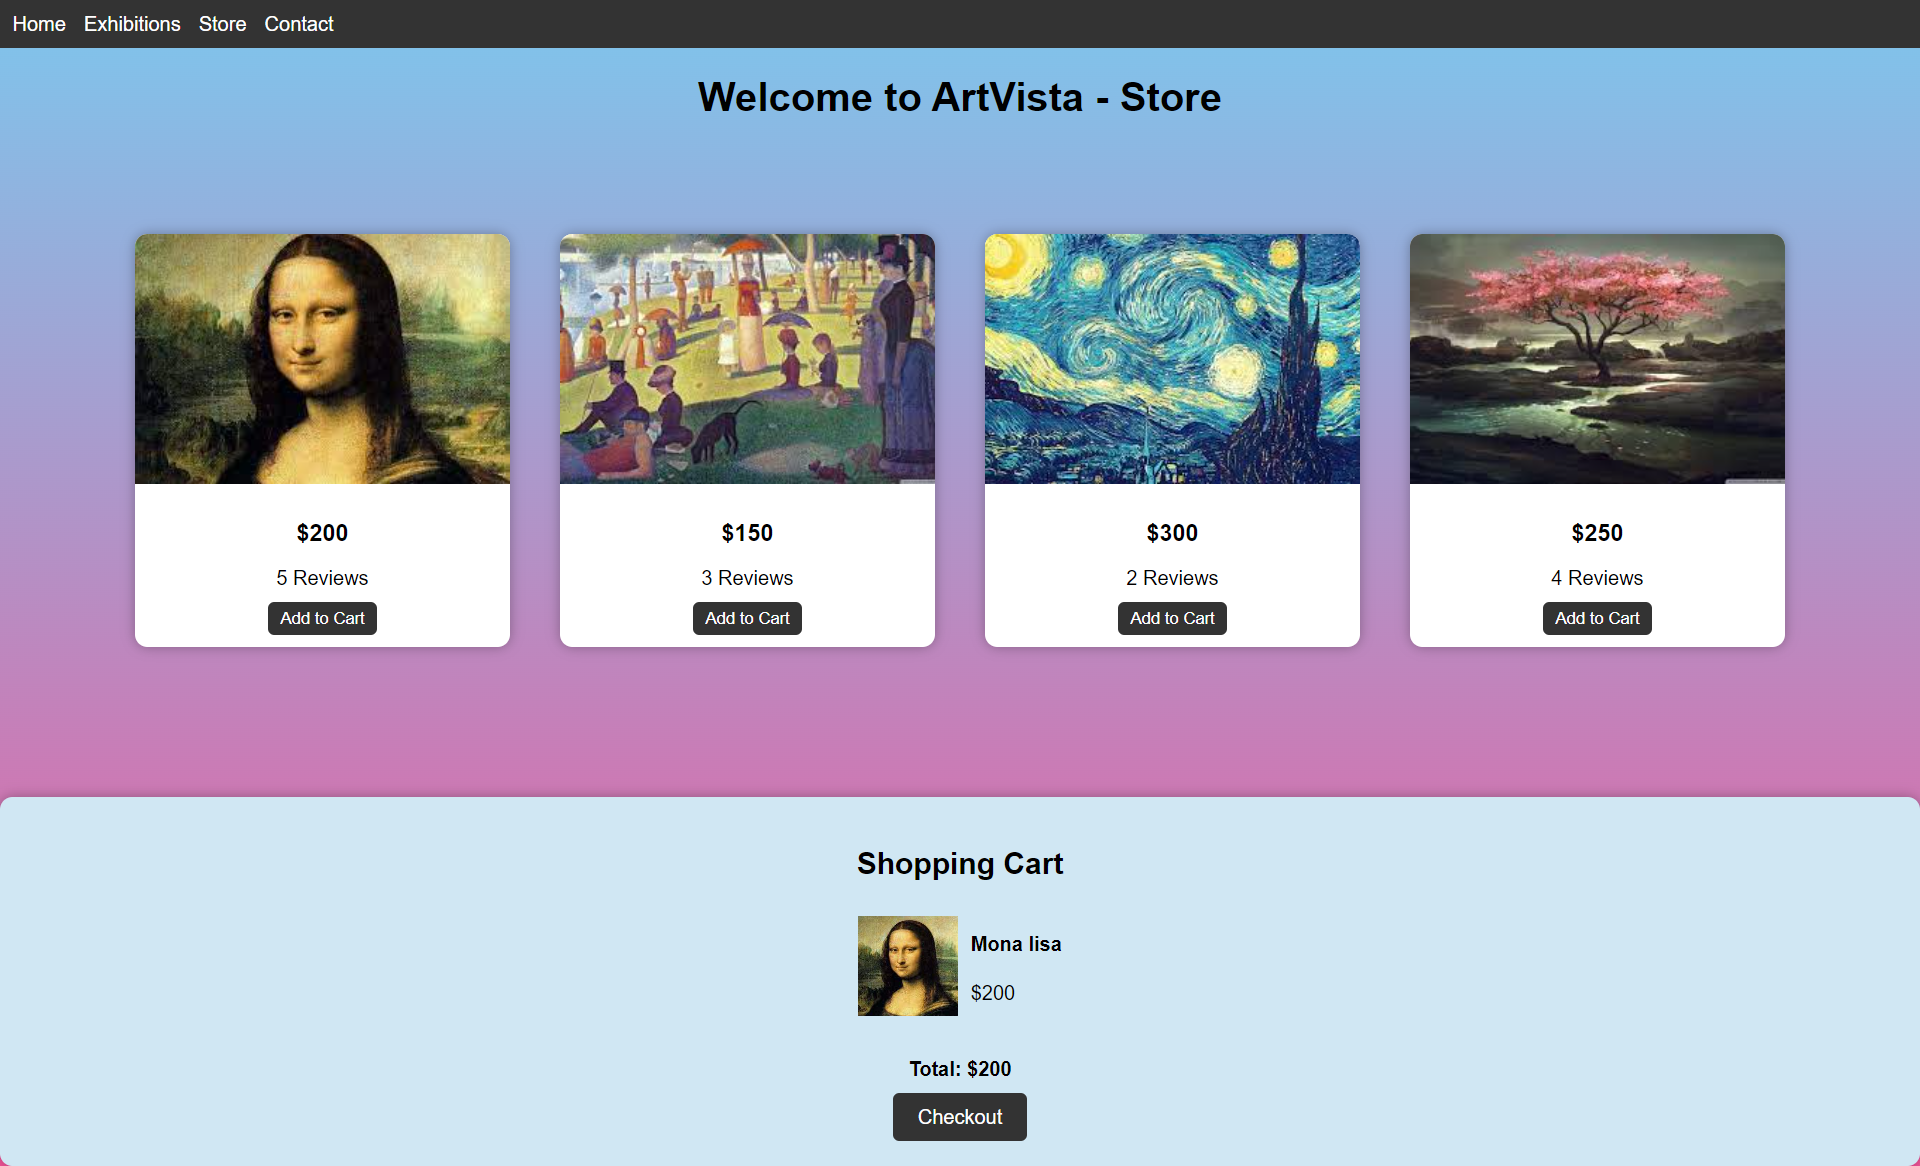 Home Exhibitions Store Contact
Welcome to ArtVista - Store
$200
5 Reviews
Add to Cart
$150
3 Reviews
Add to Cart
$300
2 Reviews
Add to Cart
$250
4 Reviews
Add to Cart
Shopping Cart
Mona lisa
$200
Total: $200
Checkout